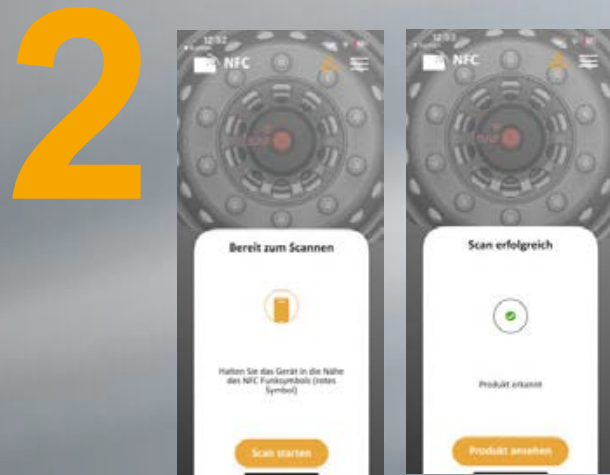 2
12:52
NFC
Bereit zum Scannen
Halten Sie das Gerät in die Nähe
des NFC Funksymbols (rotes
Symbol)
Scan starten
12:53
NFC
Scan erfolgreich
Produkt erkannt
Produkt ansehen